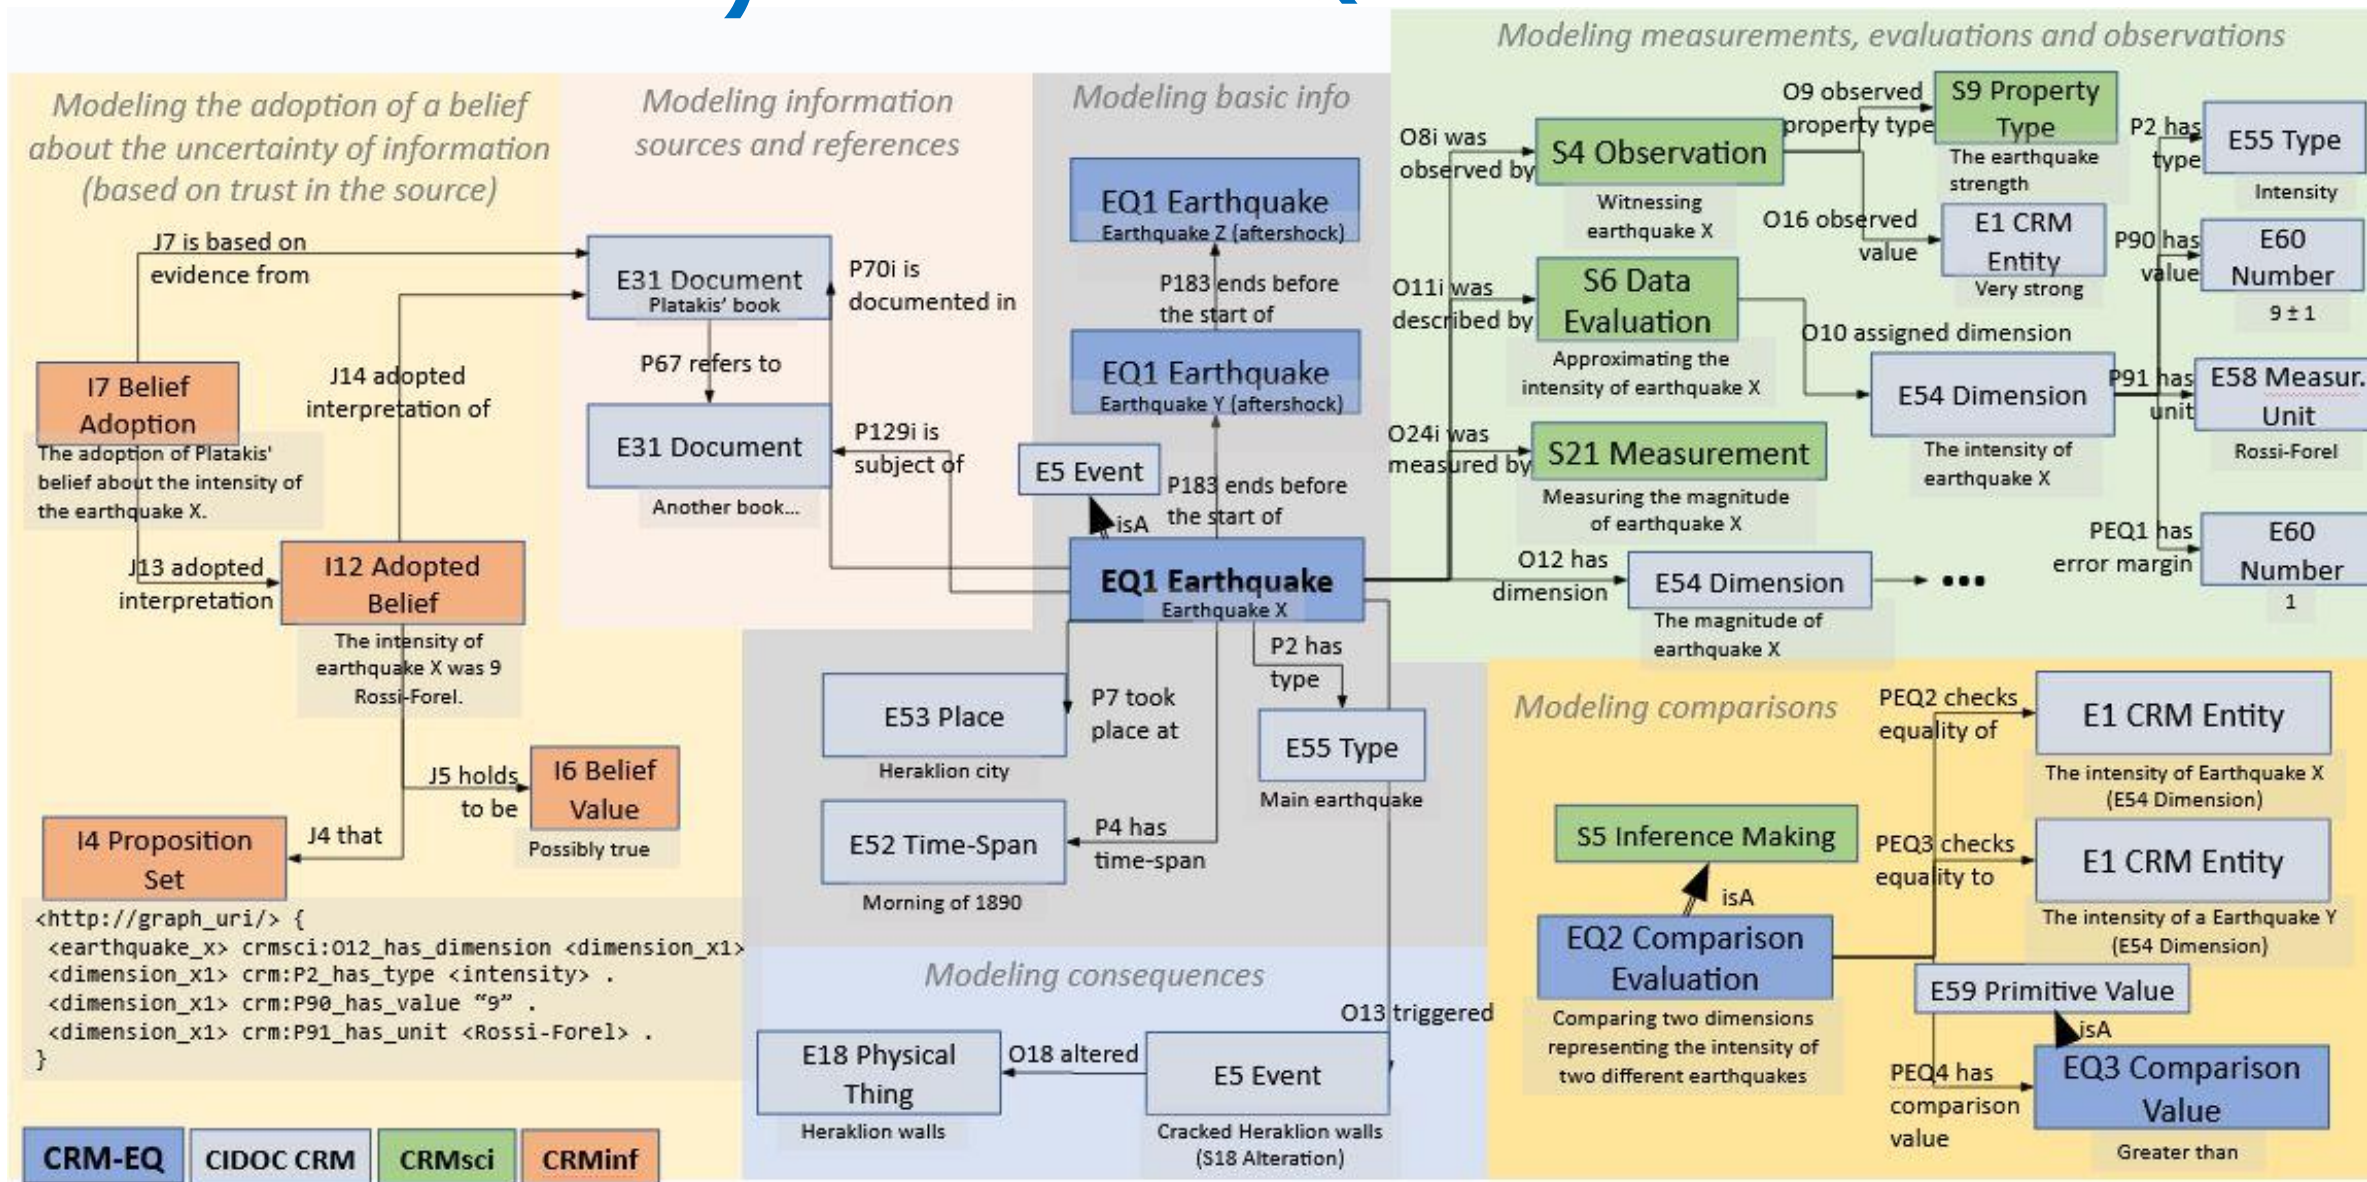 Modeling the adoption of a belief
about the uncertainty of information
(based on trust in the source)
J7 is based on
evidence from
I7 Belief
Adoption
The adoption of Platakis'
belief about the intensity of
the earthquake X.
J14 adopted
interpretation of
J13 adopted
interpretation
I12 Adopted
Belief
The intensity of
earthquake X was 9
Rossi-Forel.
J5 holds
to be
I6 Belief
Value
Possibly true
J4 that
I4 Proposition
Set
<http://graph_uri/> {
<earthquake_x> crmsci:O12_has_dimension <dimension_x1>
<dimension_x1> crm:P2_has_type <intensity> .
<dimension_x1> crm:P90_has_value “9” .
<dimension_x1> crm:P91_has_unit <Rossi-Forel> .
}
CRM-EQ
CIDOC CRM
CRMsci
CRMinf
Modeling information
sources and references
E31 Document
Platakis’ book
P67 refers to
E31 Document
Another book...
P70i is
documented in
P129i is
subject of
Modeling basic info
EQ1 Earthquake
Earthquake Z (aftershock)
P183 ends before
the start of
EQ1 Earthquake
Earthquake Y (aftershock)
E5 Event
P183 ends before
the start of
isA
EQ1 Earthquake
Earthquake X
P2 has
type
E53 Place
Heraklion city
P7 took
place at
E55 Type
Main earthquake
E52 Time-Span
Morning of 1890
P4 has
time-span
Modeling consequences
O13 triggered
E18 Physical
Thing
Heraklion walls
O18 altered
E5 Event
Cracked Heraklion walls
(S18 Alteration)
Modeling measurements, evaluations and observations
O8i was
observed by
S4 Observation
Witnessing
earthquake X
O9 observed
property type
S9 Property
Type
The earthquake
strength
O16 observed
value
E1 CRM
Entity
Very strong
O11i was
described by
S6 Data
Evaluation
Approximating the
intensity of earthquake X
O10 assigned dimension
E54 Dimension
The intensity of
earthquake X
P2 has
type
E55 Type
Intensity
P90 has
value
E60
Number
9 ± 1
P91 has
unit
E58 Measur.
Unit
Rossi-Forel
PEQ1 has
error margin
E60
Number
1
O24i was
measured by
S21 Measurement
Measuring the magnitude
of earthquake X
O12 has
dimension
E54 Dimension
The magnitude of
earthquake X
•••
Modeling comparisons
PEQ2 checks
equality of
E1 CRM Entity
The intensity of Earthquake X
(E54 Dimension)
S5 Inference Making
PEQ3 checks
equality to
E1 CRM Entity
The intensity of a Earthquake Y
(E54 Dimension)
isA
EQ2 Comparison
Evaluation
Comparing two dimensions
representing the intensity of
two different earthquakes
E59 Primitive Value
isA
PEQ4 has
comparison
value
EQ3 Comparison
Value
Greater than